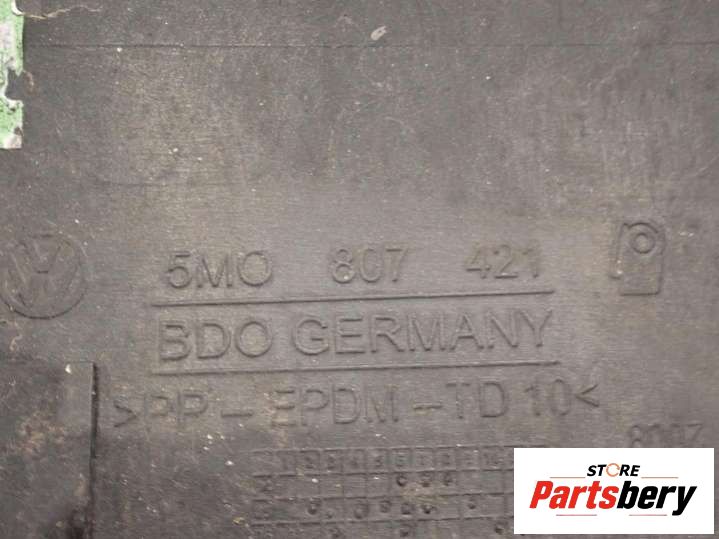 5M0 807 421
BDO GERMANY
>PP-EPDM-TD 10<
STORE
Partsbery